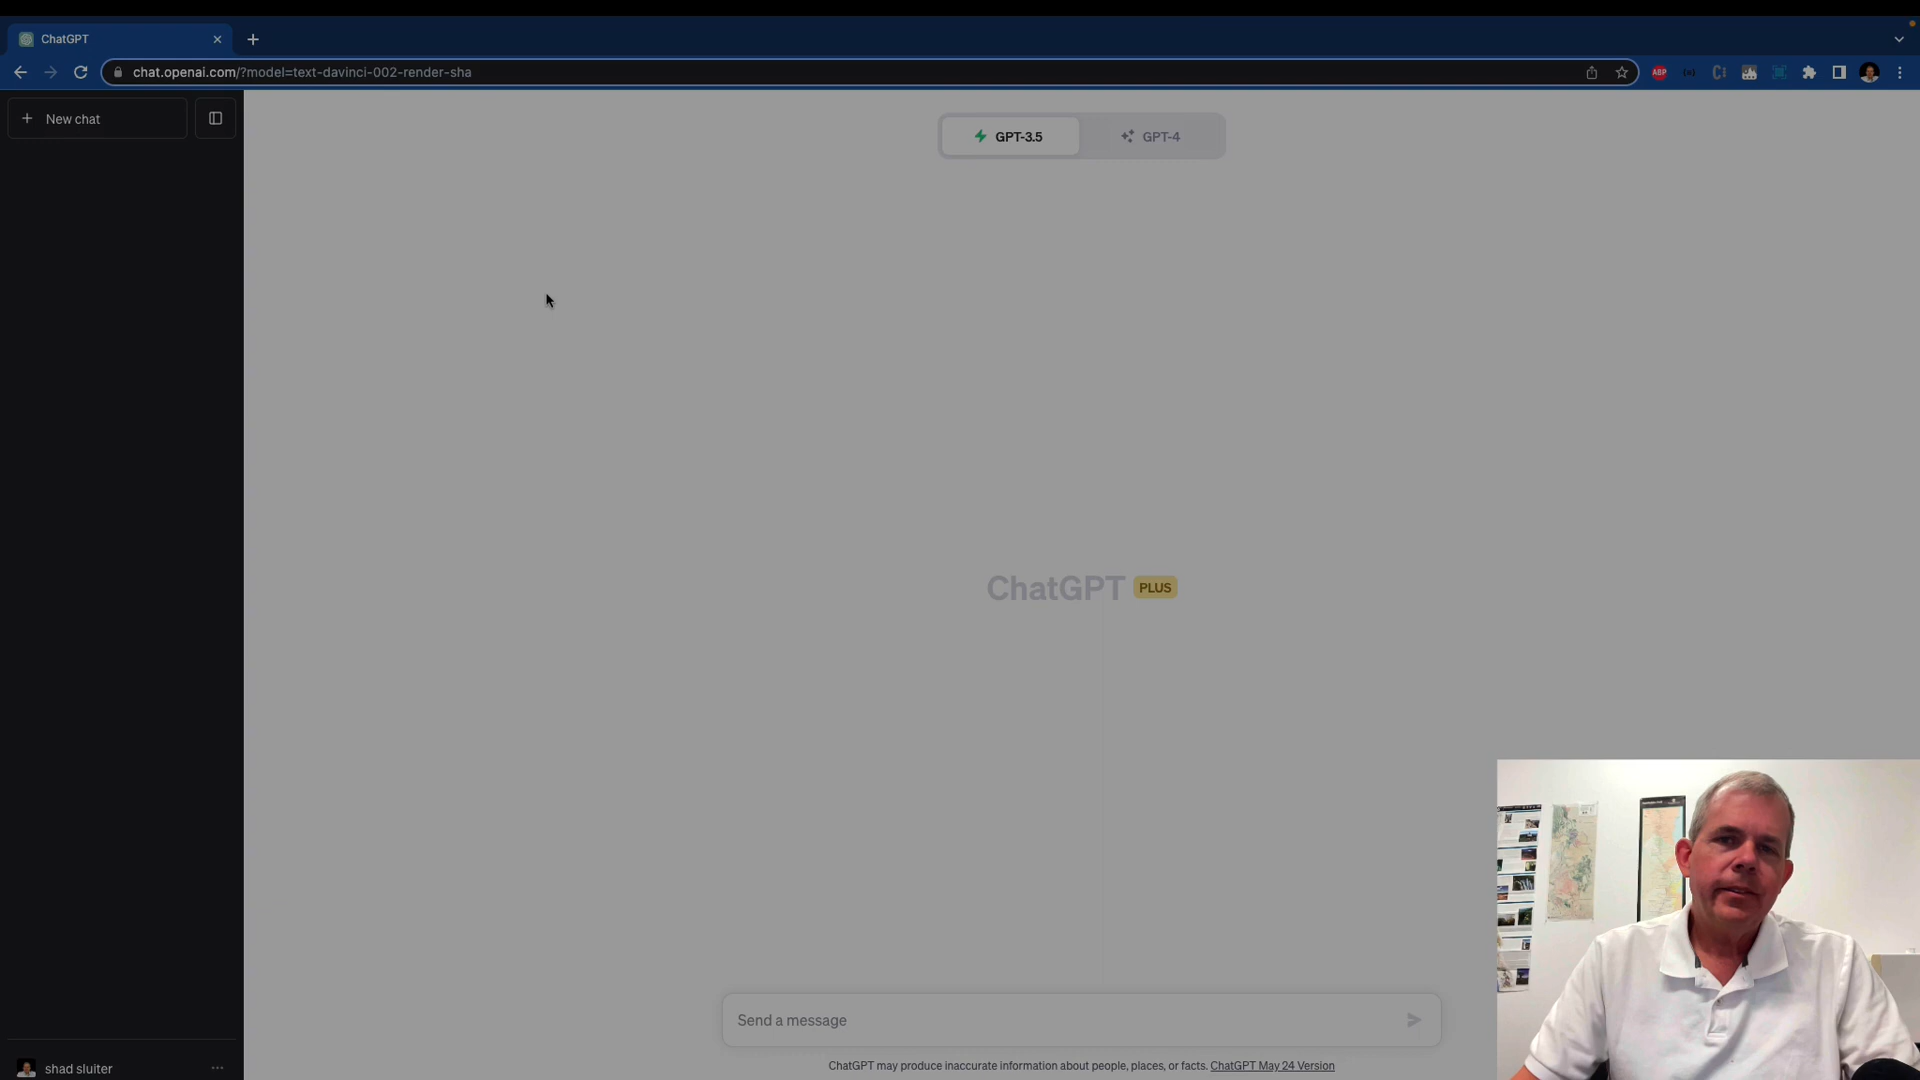 ChatGPT
chat.openai.com/?model=text-davinci-002-render-sha
ABP
New chat
GPT-3.5
GPT-4
ChatGPT PLUS
Send a message
ChatGPT may produce inaccurate information about people, places, or facts. ChatGPT May 24 Version
shad sluiter